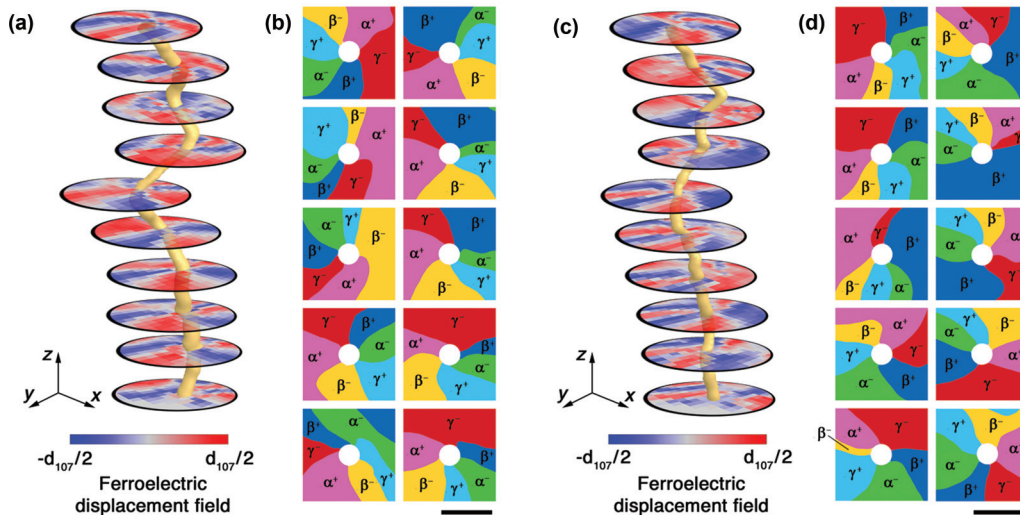 (a)
z
y
x
-d₁₀₇/2
d₁₀₇/2
Ferroelectric
displacement field
(b)
β⁻ α⁺
γ⁺ γ⁻
α⁻ β⁺
β⁺ α⁻
γ⁺
γ⁻
α⁺ β⁻
β⁻
γ⁺ α⁺
α⁻
β⁺ γ⁻
γ⁻ β⁺
α⁻
α⁺ γ⁺
β⁻
α⁻ γ⁺
β⁺ β⁻
γ⁻ α⁺
γ⁻ β⁺
α⁺ α⁻
γ⁺
β⁻
γ⁻ β⁺
α⁺ α⁻
β⁻ γ⁺
γ⁻
α⁺ β⁺
α⁻
β⁻ γ⁺
β⁺ α⁻
γ⁻
α⁺ γ⁺
β⁻
γ⁻
α⁺ β⁺
β⁻ γ⁺ α⁻
(c)
z
y
x
-d₁₀₇/2
d₁₀₇/2
Ferroelectric
displacement field
(d)
γ⁻ β⁺
α⁻
α⁺ β⁻ γ⁺
α⁺ γ⁻
β⁻ β⁺
γ⁺
α⁻
γ⁻ β⁺
α⁺ α⁻
β⁻ γ⁺
γ⁺ β⁻ α⁺
α⁻ γ⁻
β⁺
α⁺ γ⁻ β⁺
β⁻ γ⁺ α⁻
γ⁺ β⁻
α⁻ α⁺
β⁺ γ⁻
β⁻ α⁺
γ⁺ γ⁻
α⁻ β⁺
γ⁺ β⁻
α⁻
β⁺ α⁺
γ⁻
β⁻ α⁺ γ⁻
β⁺
γ⁺ α⁻
γ⁺ β⁻
α⁻ α⁺
β⁺ γ⁻